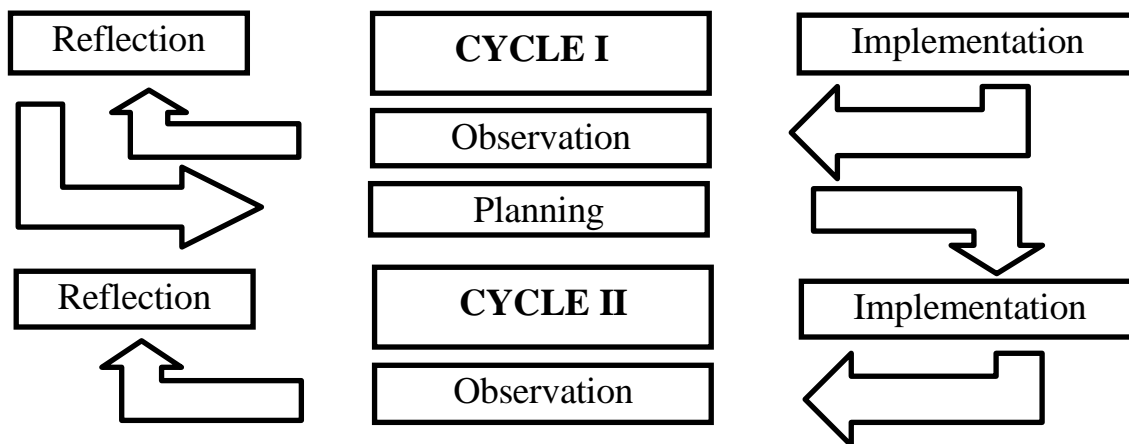 Reflection
CYCLE I
Implementation
Observation
Planning
Reflection
CYCLE II
Implementation
Observation